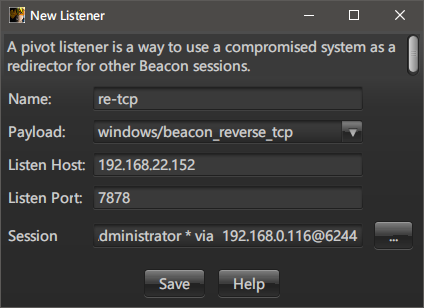 New Listener
A pivot listener is a way to use a compromised system as a
redirector for other Beacon sessions.
Name: re-tcp
Payload: windows/beacon_reverse_tcp
Listen Host: 192.168.22.152
Listen Port: 7878
Session .dministrator * via 192.168.0.116@6244 ...
Save Help